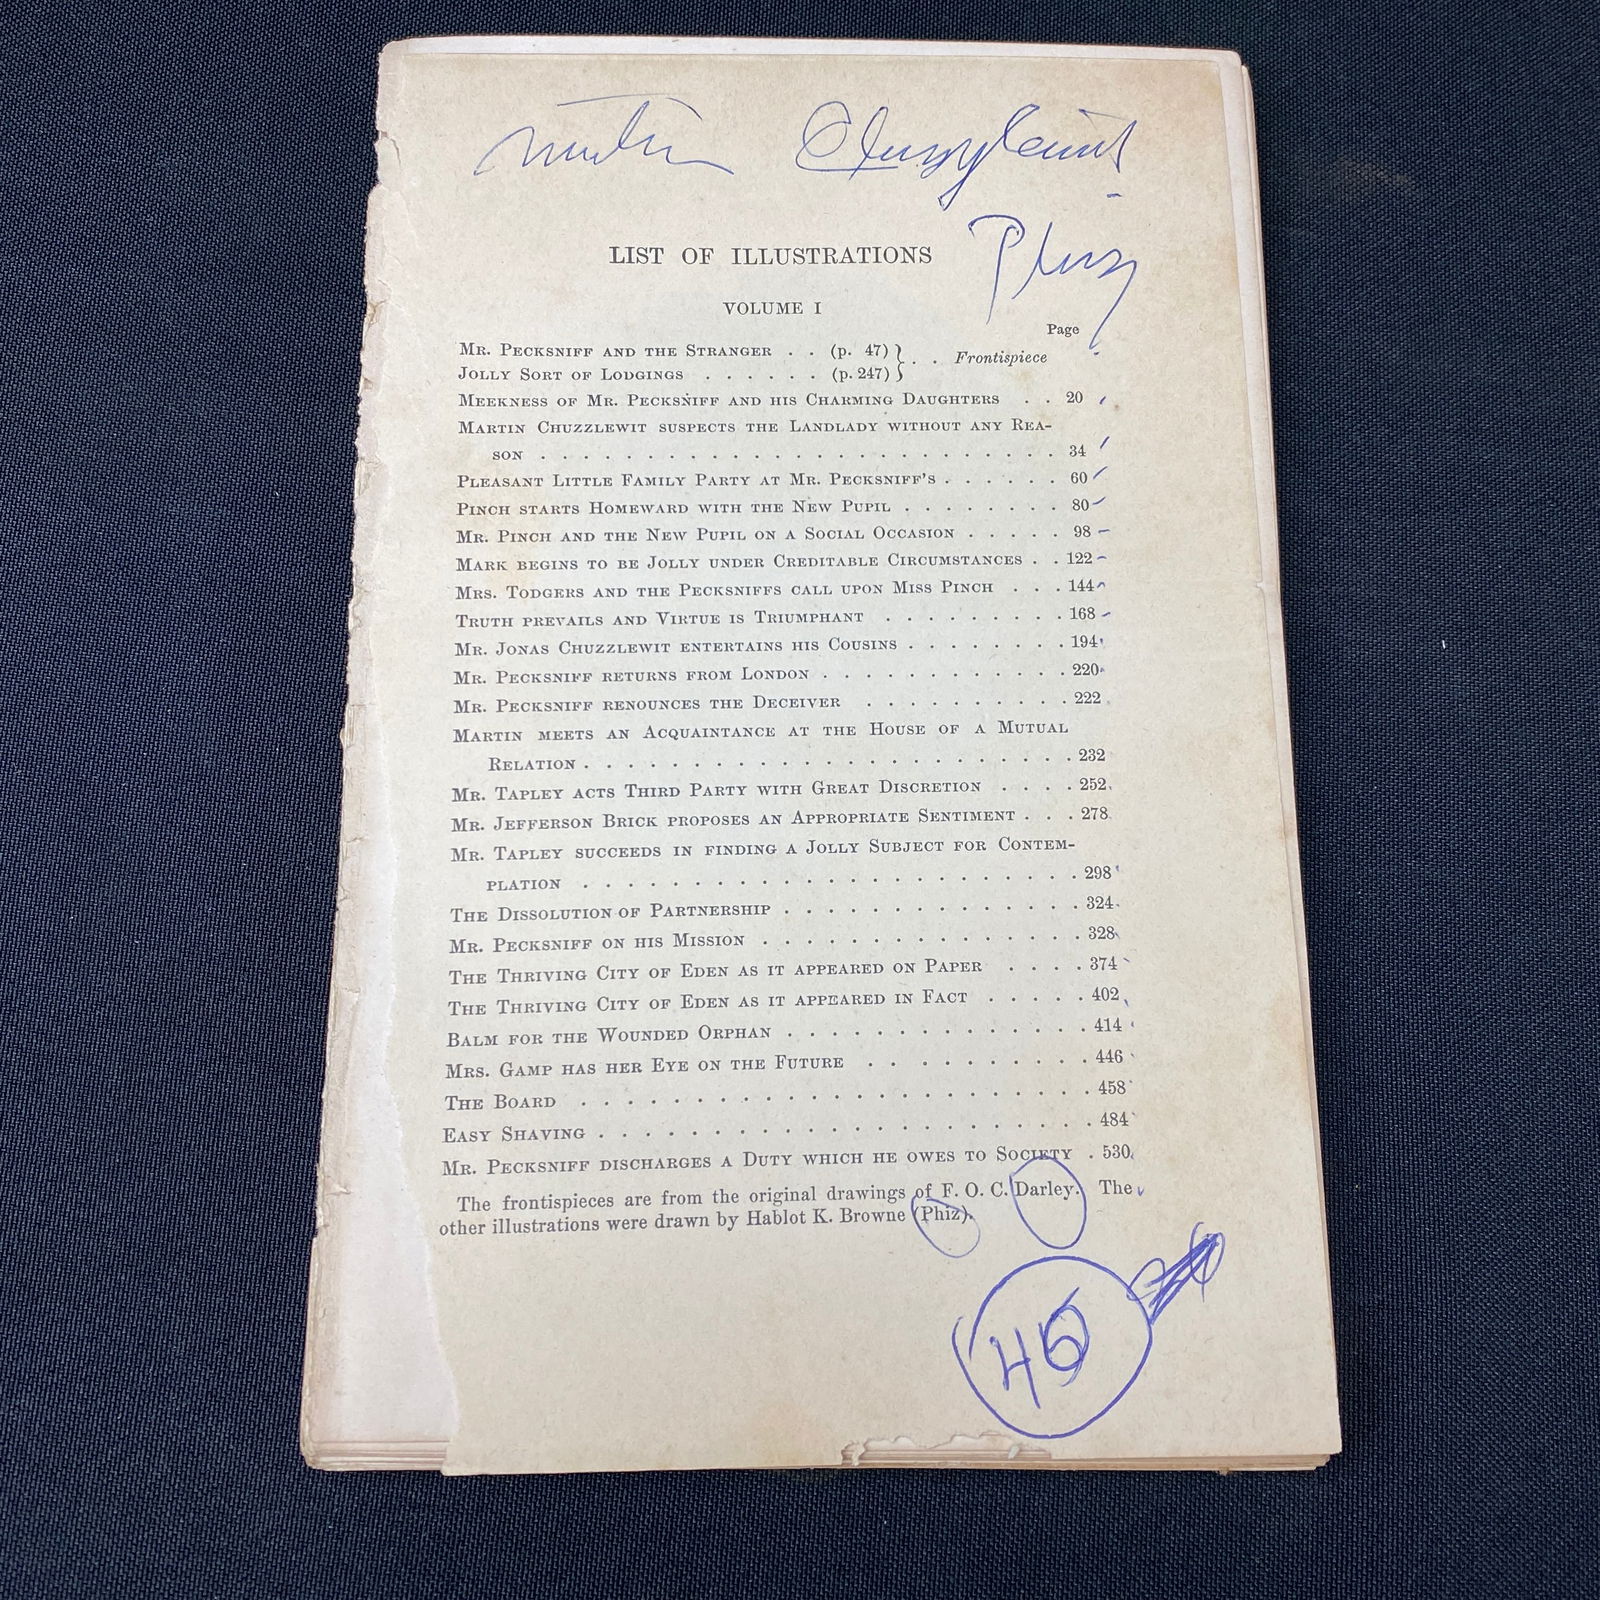 Martin Chuzzlewit
Phiz
LIST OF ILLUSTRATIONS
VOLUME I
Page
Mr. Pecksniff and the Stranger . . (p. 47) } . . Frontispiece
Jolly Sort of Lodgings . . . . . . (p. 247) }
Meekness of Mr. Pecksniff and his Charming Daughters . . 20
Martin Chuzzlewit suspects the Landlady without any Rea-
son . . . . . . . . . . . . . . . . . . . . . . . . 34
Pleasant Little Family Party at Mr. Pecksniff's . . . . . . 60
Pinch starts Homeward with the New Pupil . . . . . . . . 80
Mr. Pinch and the New Pupil on a Social Occasion . . . . . 98
Mark begins to be Jolly under Creditable Circumstances . . 122
Mrs. Todgers and the Pecksniffs call upon Miss Pinch . . . 144
Truth prevails and Virtue is Triumphant . . . . . . . . . 168
Mr. Jonas Chuzzlewit entertains his Cousins . . . . . . . . 194
Mr. Pecksniff returns from London . . . . . . . . . . . . 220
Mr. Pecksniff renounces the Deceiver . . . . . . . . . . 222
Martin meets an Acquaintance at the House of a Mutual
Relation . . . . . . . . . . . . . . . . . . . . . . . 232
Mr. Tapley acts Third Party with Great Discretion . . . . 252
Mr. Jefferson Brick proposes an Appropriate Sentiment . . . 278
Mr. Tapley succeeds in finding a Jolly Subject for Contem-
plation . . . . . . . . . . . . . . . . . . . . . . . 298
The Dissolution of Partnership . . . . . . . . . . . . . . 324
Mr. Pecksniff on his Mission . . . . . . . . . . . . . . . 328
The Thriving City of Eden as it appeared on Paper . . . . 374
The Thriving City of Eden as it appeared in Fact . . . . . 402
Balm for the Wounded Orphan . . . . . . . . . . . . . . 414
Mrs. Gamp has her Eye on the Future . . . . . . . . . . 446
The Board . . . . . . . . . . . . . . . . . . . . . . . 458
Easy Shaving . . . . . . . . . . . . . . . . . . . . . . 484
Mr. Pecksniff discharges a Duty which he owes to Society . 530
The frontispieces are from the original drawings of F. O. C. Darley. The
other illustrations were drawn by Hablot K. Browne (Phiz).